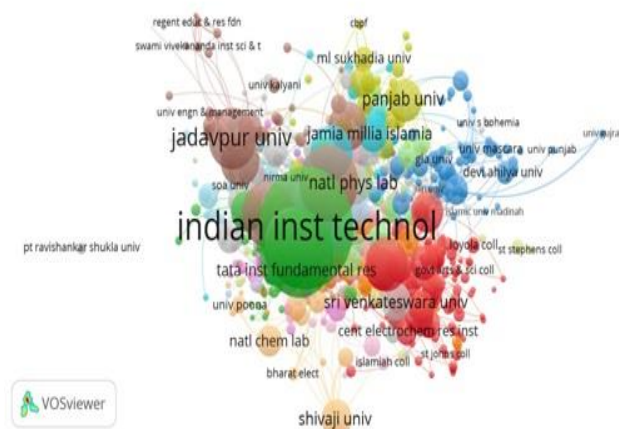 regent educ & res fdn
cbpf
swami vivekananda inst sci & t
ml sukhadia univ
univ kalyani
panjab univ
univ engn & management
jadavpur univ
jamia millia islamia
univ s bohemia
univ mascara
univ punjab
nirma univ
gla univ
soa univ
natl phys lab
devi ahilya univ
islamic univ madinah
indian inst technol
loyola coll
pt ravishankar shukla univ
st stephens coll
tata inst fundamental res
govt arts & sci coll
univ poona
sri venkateswara univ
natl chem lab
cent electrochem res inst
st johns coll
islamiah coll
bharat elect
VOSviewer
shivaji univ